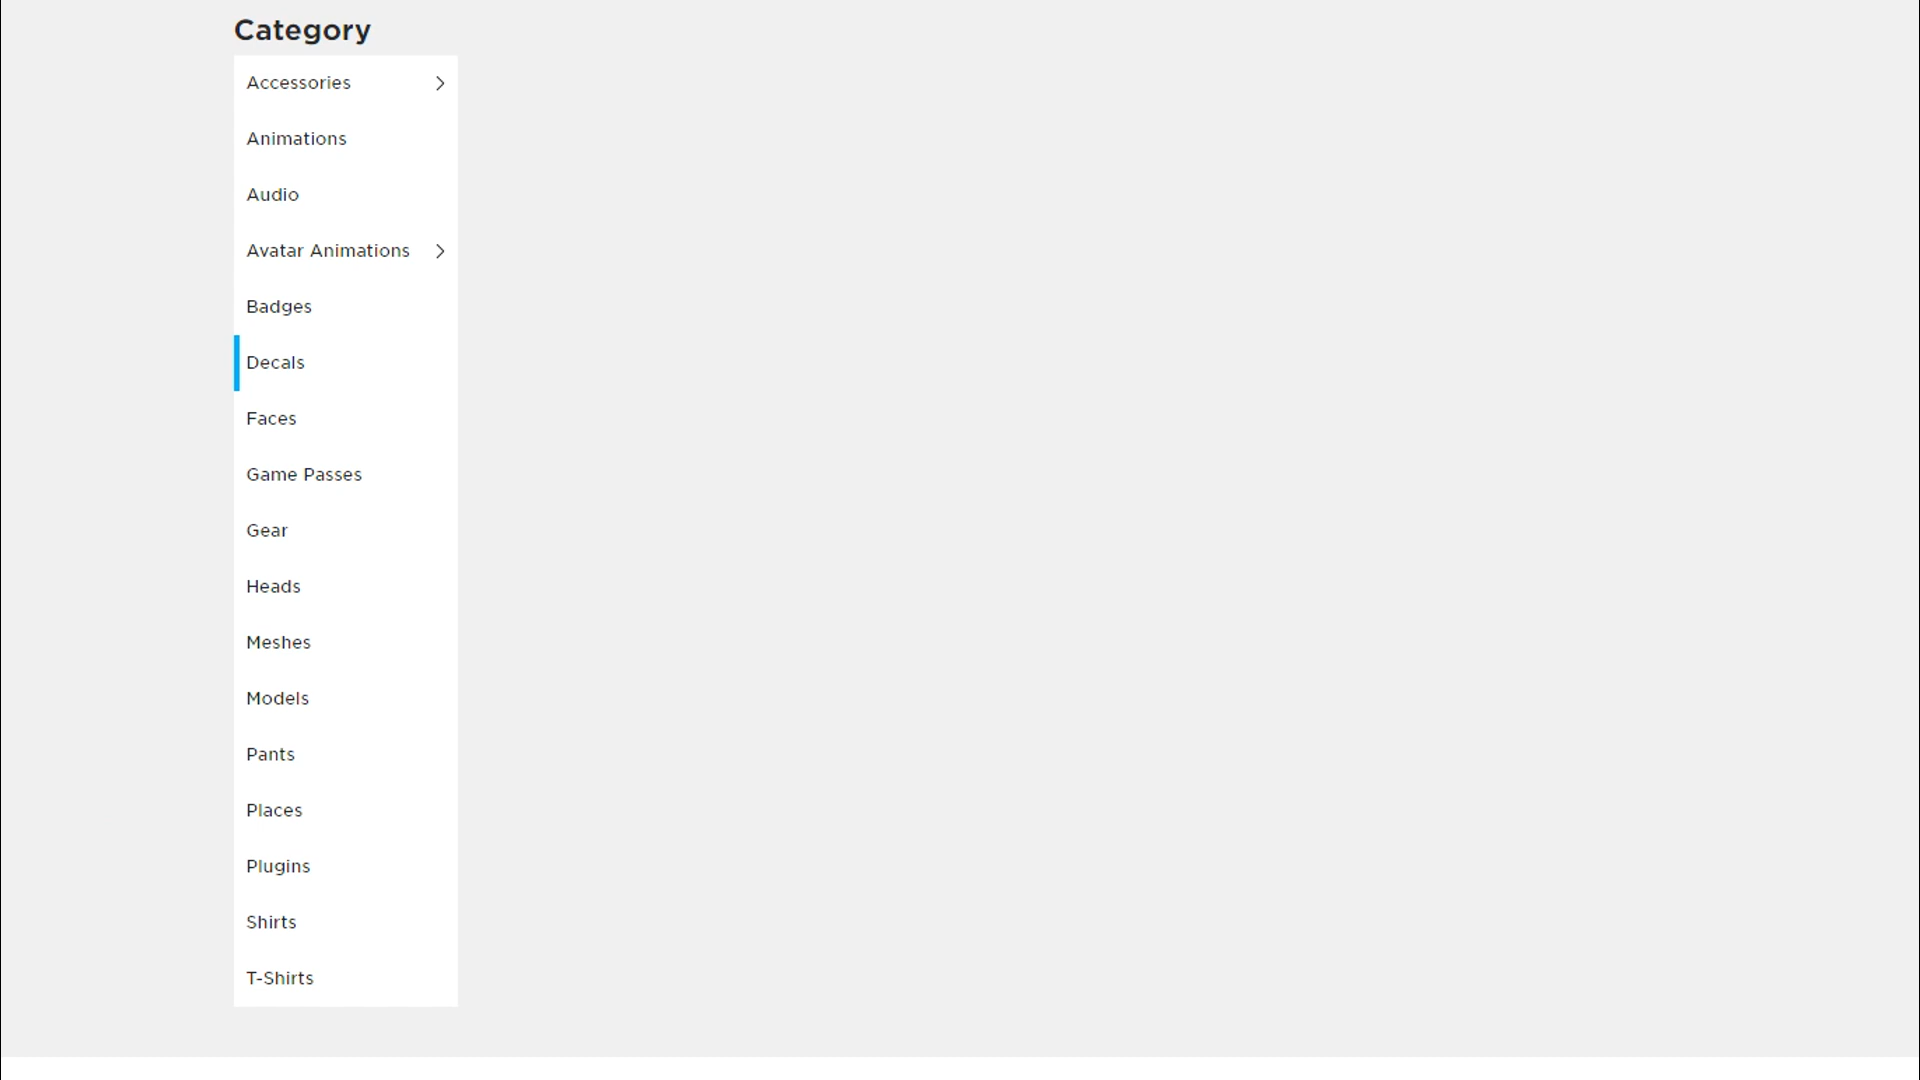 Category
Accessories
Animations
Audio
Avatar Animations
Badges
Decals
Faces
Game Passes
Gear
Heads
Meshes
Models
Pants
Places
Plugins
Shirts
T-Shirts